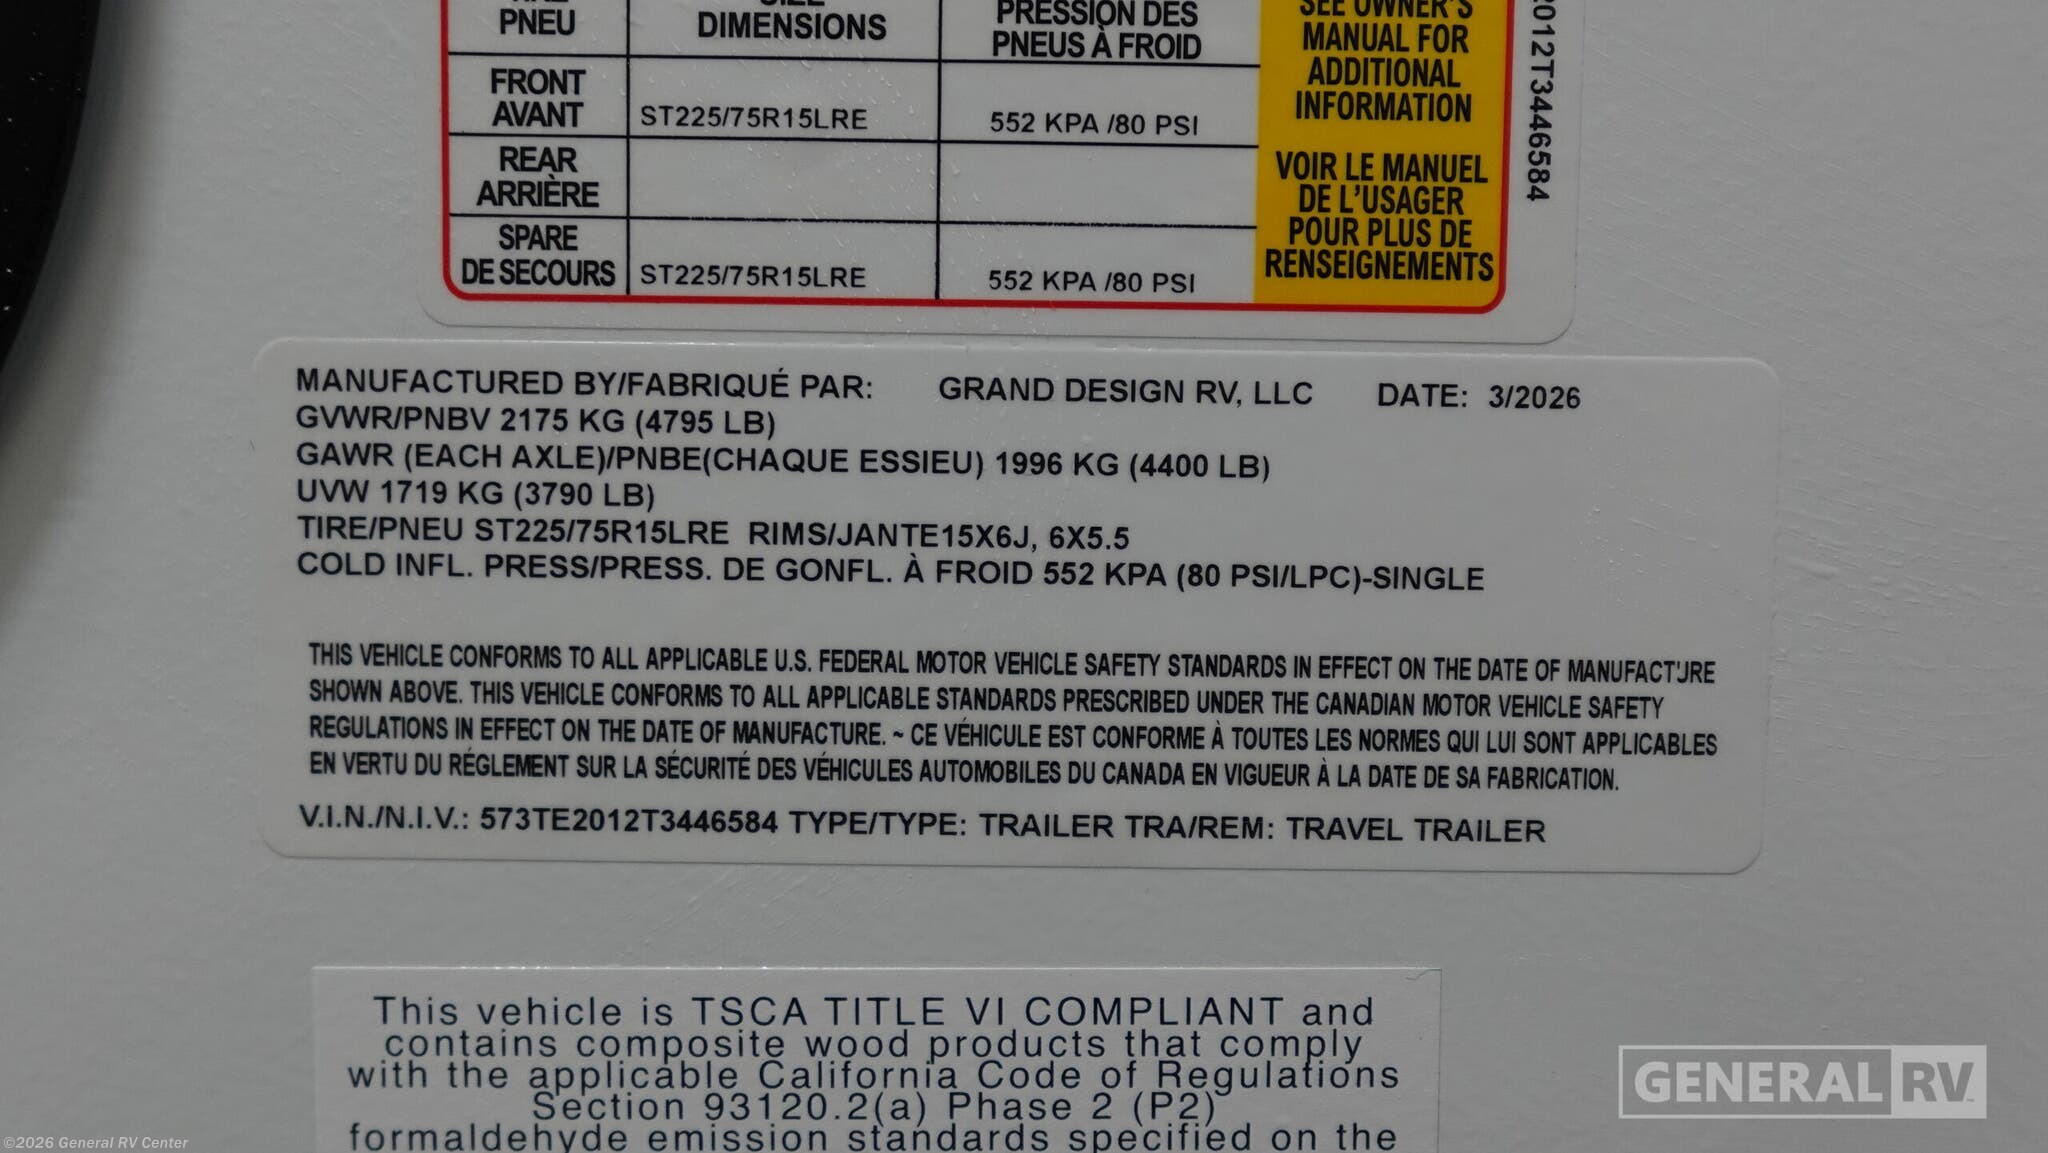 PNEU
DIMENSIONS
PRESSION DES
PNEUS À FROID
FRONT
AVANT
ST225/75R15LRE
552 KPA /80 PSI
REAR
ARRIÈRE
SPARE
DE SECOURS
ST225/75R15LRE
552 KPA /80 PSI
SEE OWNER'S
MANUAL FOR
ADDITIONAL
INFORMATION
VOIR LE MANUEL
DE L'USAGER
POUR PLUS DE
RENSEIGNEMENTS
2012T3446584
MANUFACTURED BY/FABRIQUÉ PAR: GRAND DESIGN RV, LLC DATE: 3/2026
GVWR/PNBV 2175 KG (4795 LB)
GAWR (EACH AXLE)/PNBE(CHAQUE ESSIEU) 1996 KG (4400 LB)
UVW 1719 KG (3790 LB)
TIRE/PNEU ST225/75R15LRE RIMS/JANTE15X6J, 6X5.5
COLD INFL. PRESS/PRESS. DE GONFL. À FROID 552 KPA (80 PSI/LPC)-SINGLE
THIS VEHICLE CONFORMS TO ALL APPLICABLE U.S. FEDERAL MOTOR VEHICLE SAFETY STANDARDS IN EFFECT ON THE DATE OF MANUFACTURE
SHOWN ABOVE. THIS VEHICLE CONFORMS TO ALL APPLICABLE STANDARDS PRESCRIBED UNDER THE CANADIAN MOTOR VEHICLE SAFETY
REGULATIONS IN EFFECT ON THE DATE OF MANUFACTURE. ~ CE VÉHICULE EST CONFORME À TOUTES LES NORMES QUI LUI SONT APPLICABLES
EN VERTU DU RÉGLEMENT SUR LA SÉCURITÉ DES VÉHICULES AUTOMOBILES DU CANADA EN VIGUEUR À LA DATE DE SA FABRICATION.
V.I.N./N.I.V.: 573TE2012T3446584 TYPE/TYPE: TRAILER TRA/REM: TRAVEL TRAILER
This vehicle is TSCA TITLE VI COMPLIANT and
contains composite wood products that comply
with the applicable California Code of Regulations
Section 93120.2(a) Phase 2 (P2)
formaldehyde emission standards specified on the
GENERAL RV
©2026 General RV Center